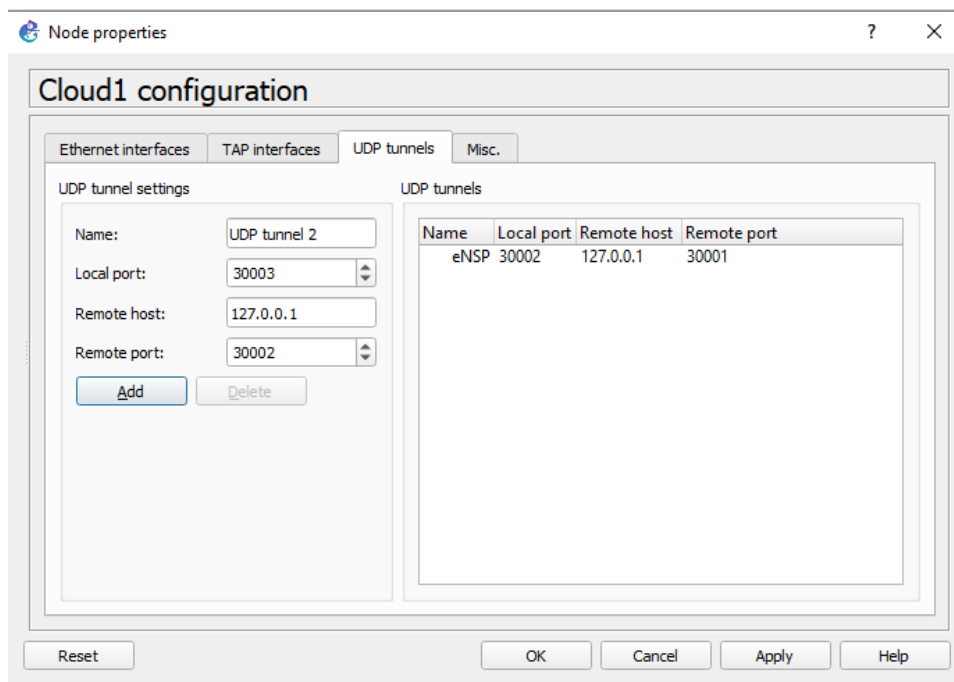 Node properties
Cloud1 configuration
Ethernet interfaces TAP interfaces UDP tunnels Misc.
UDP tunnel settings
Name: UDP tunnel 2
Local port: 30003
Remote host: 127.0.0.1
Remote port: 30002
Add Delete
UDP tunnels
Name Local port Remote host Remote port
eNSP 30002 127.0.0.1 30001
Reset OK Cancel Apply Help